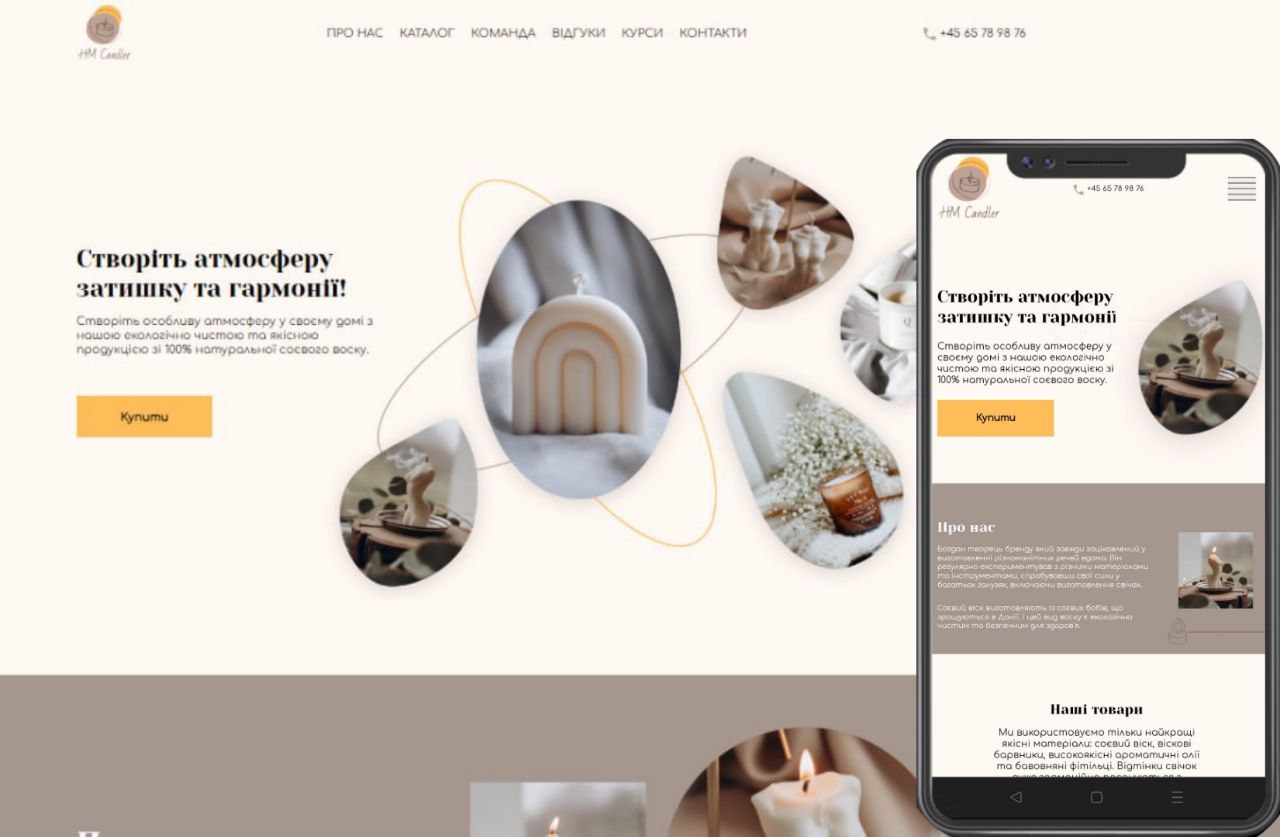 HM Candler
ПРО НАС КАТАЛОГ КОМАНДА ВІДГУКИ КУРСИ КОНТАКТИ
+45 65 78 98 76
Створіть атмосферу
затишку та гармонії!
Створіть особливу атмосферу у своєму домі з
нашою екологічно чистою та якісною
продукцією зі 100% натуральної соєвого воску.
Купити
+45 65 78 98 76
HM Candler
Створіть атмосферу
затишку та гармонії
Створіть особливу атмосферу у
своєму домі з нашою екологічно
чистою та якісною продукцією зі
100% натуральної соєвого воску.
Купити
Про нас
Богдан творець бренду який завжди зацікавлений у
виготовленні різноманітних речей вдома. Він
регулярно експериментував з різними матеріалами
та інструментами, спробувавши свої сили у
багатьох галузях, включаючи виготовлення свічок.
Соєвий віск виготовляють із соєвих бобів, що
зрощуються в Данії, і цей вид воску є екологічно
чистим та безпечним для здоров'я.
Наші товари
Ми використовуємо тільки найкращі
якісні матеріали: соєвий віск, віскові
барвники, високоякісні ароматичні олії
та бавовняні фітільці. Відтінки свічок